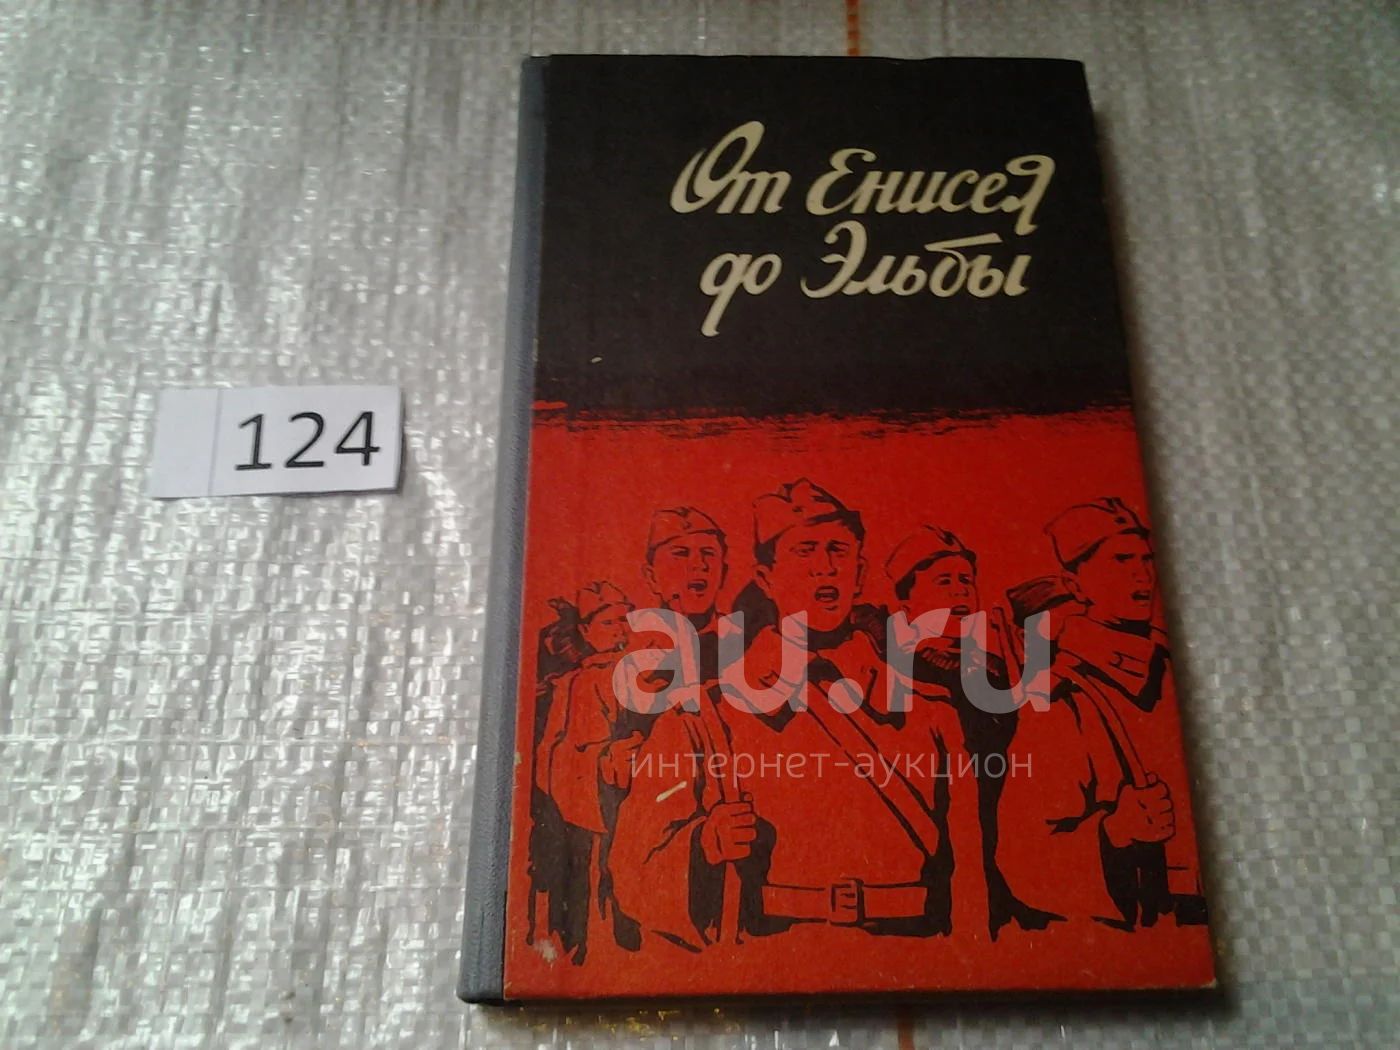 От Енисея
до Эльбы
124
au.ru
интернет-аукцион